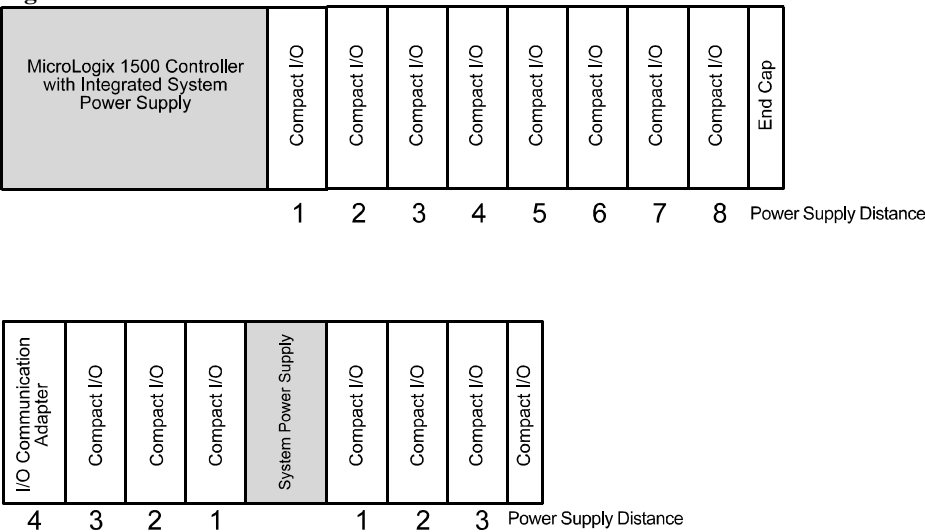 MicroLogix 1500 Controller
with Integrated System
Power Supply
Compact I/O
Compact I/O
Compact I/O
Compact I/O
Compact I/O
Compact I/O
Compact I/O
Compact I/O
End Cap
1 2 3 4 5 6 7 8 Power Supply Distance
I/O Communication
Adapter
Compact I/O
Compact I/O
Compact I/O
System Power Supply
Compact I/O
Compact I/O
Compact I/O
Compact I/O
4 3 2 1 1 2 3 Power Supply Distance